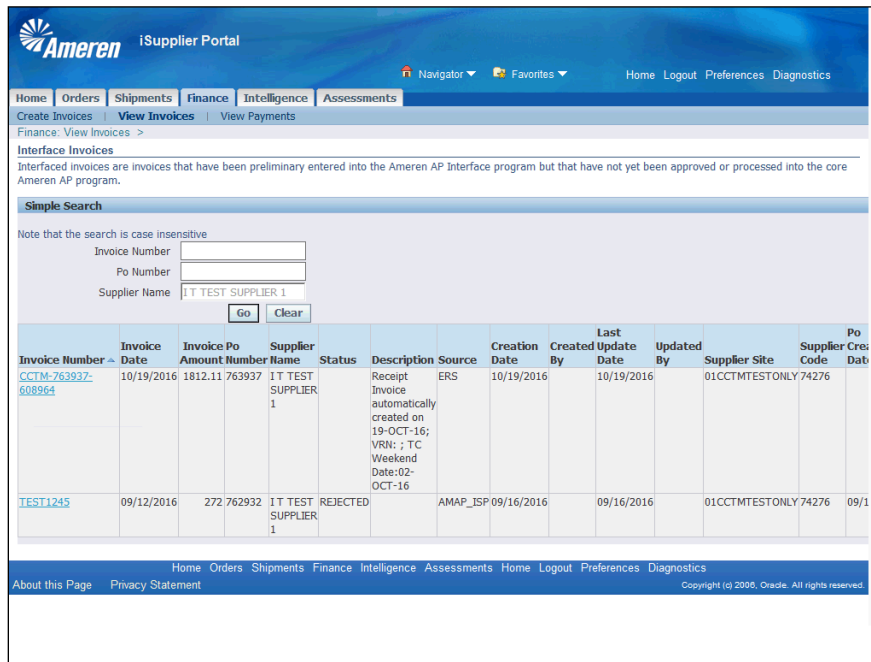 Ameren iSupplier Portal
Navigator Favorites Home Logout Preferences Diagnostics
Home Orders Shipments Finance Intelligence Assessments
Create Invoices | View Invoices | View Payments
Finance: View Invoices >
Interface Invoices
Interfaced invoices are invoices that have been preliminary entered into the Ameren AP Interface program but that have not yet been approved or processed into the core
Ameren AP program.
Simple Search
Note that the search is case insensitive
Invoice Number
Po Number
Supplier Name IT TEST SUPPLIER 1
Go Clear
Invoice Number Invoice Date Invoice Amount Po Number Supplier Name Status Description Source Creation Date Created By Last Update Date Updated By Supplier Site Supplier Code Po Crea Date
CCTM-763937-608964 10/19/2016 1812.11 763937 IT TEST SUPPLIER 1 Receipt Invoice automatically created on 19-OCT-16; VRN: ; TC Weekend Date:02-OCT-16 ERS 10/19/2016 10/19/2016 01CCTMTESTONLY 74276
TEST1245 09/12/2016 272 762932 IT TEST SUPPLIER 1 REJECTED AMAP_ISP 09/16/2016 09/16/2016 01CCTMTESTONLY 74276 09/1
Home Orders Shipments Finance Intelligence Assessments Home Logout Preferences Diagnostics
About this Page Privacy Statement Copyright (c) 2006, Oracle. All rights reserved.